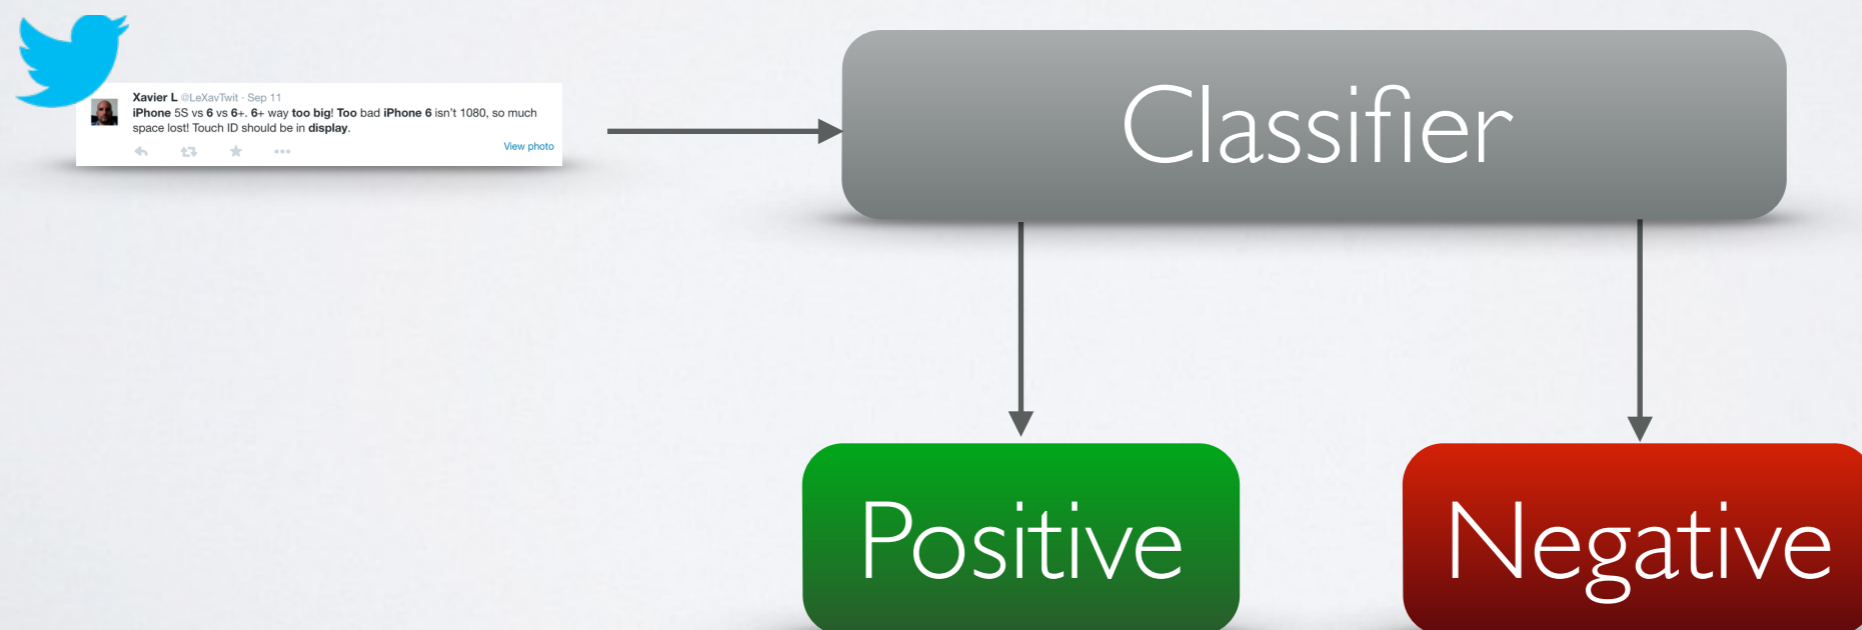 Xavier L @LeXavTwit · Sep 11
iPhone 5S vs 6 vs 6+. 6+ way too big! Too bad iPhone 6 isn't 1080, so much
space lost! Touch ID should be in display.
View photo
Classifier
Positive
Negative